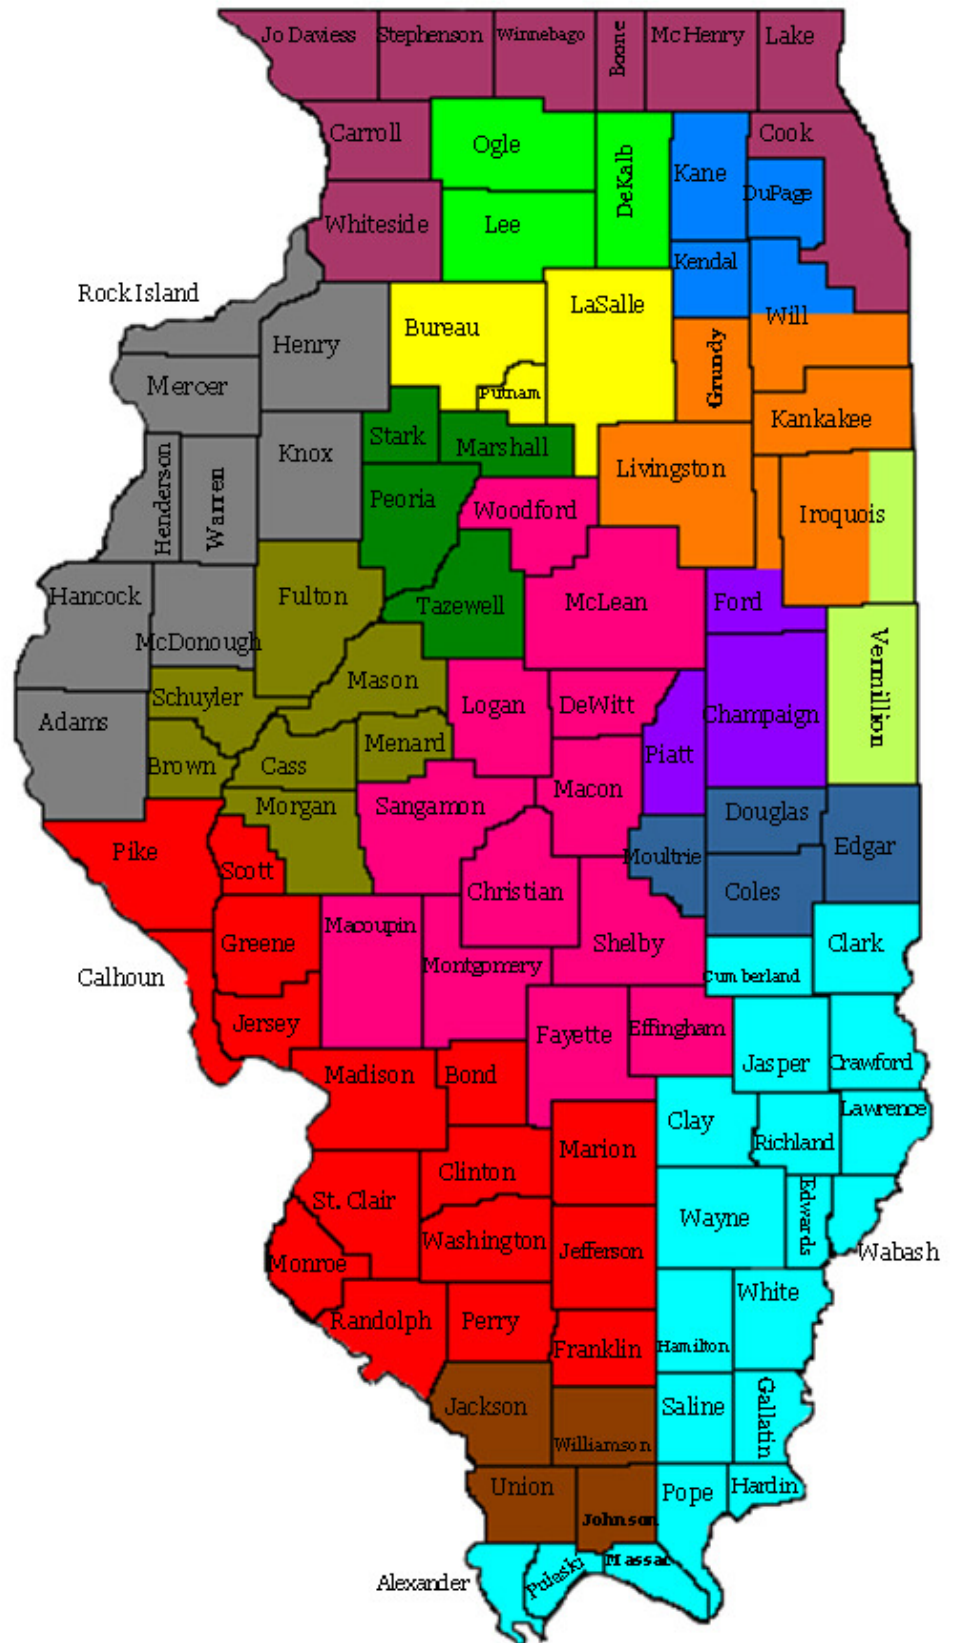 Jo Daviess
Stephenson
Winnebago
Boone
McHenry
Lake
Carroll
Ogle
DeKalb
Kane
Cook
DuPage
Whiteside
Lee
Kendal
Rock Island
Henry
Bureau
LaSalle
Will
Mercer
Putnam
Grundy
Kankakee
Henderson
Warren
Knox
Stark
Marshall
Livingston
Peoria
Woodford
Iroquois
Hancock
McDonough
Fulton
Tazewell
McLean
Ford
Vermillion
Schuyler
Mason
Logan
DeWitt
Champaign
Adams
Brown
Cass
Menard
Piatt
Morgan
Sangamon
Macon
Douglas
Edgar
Pike
Scott
Christian
Moultrie
Coles
Greene
Macoupin
Montgomery
Shelby
Clark
Calhoun
Cumberland
Jersey
Fayette
Effingham
Jasper
Crawford
Madison
Bond
Clay
Lawrence
Marion
Richland
Clinton
St. Clair
Wayne
Edwards
Washington
Jefferson
Wabash
Monroe
White
Randolph
Perry
Franklin
Hamilton
Jackson
Williamson
Saline
Gallatin
Union
Johnson
Pope
Hardin
Alexander
Pulaski
Massac